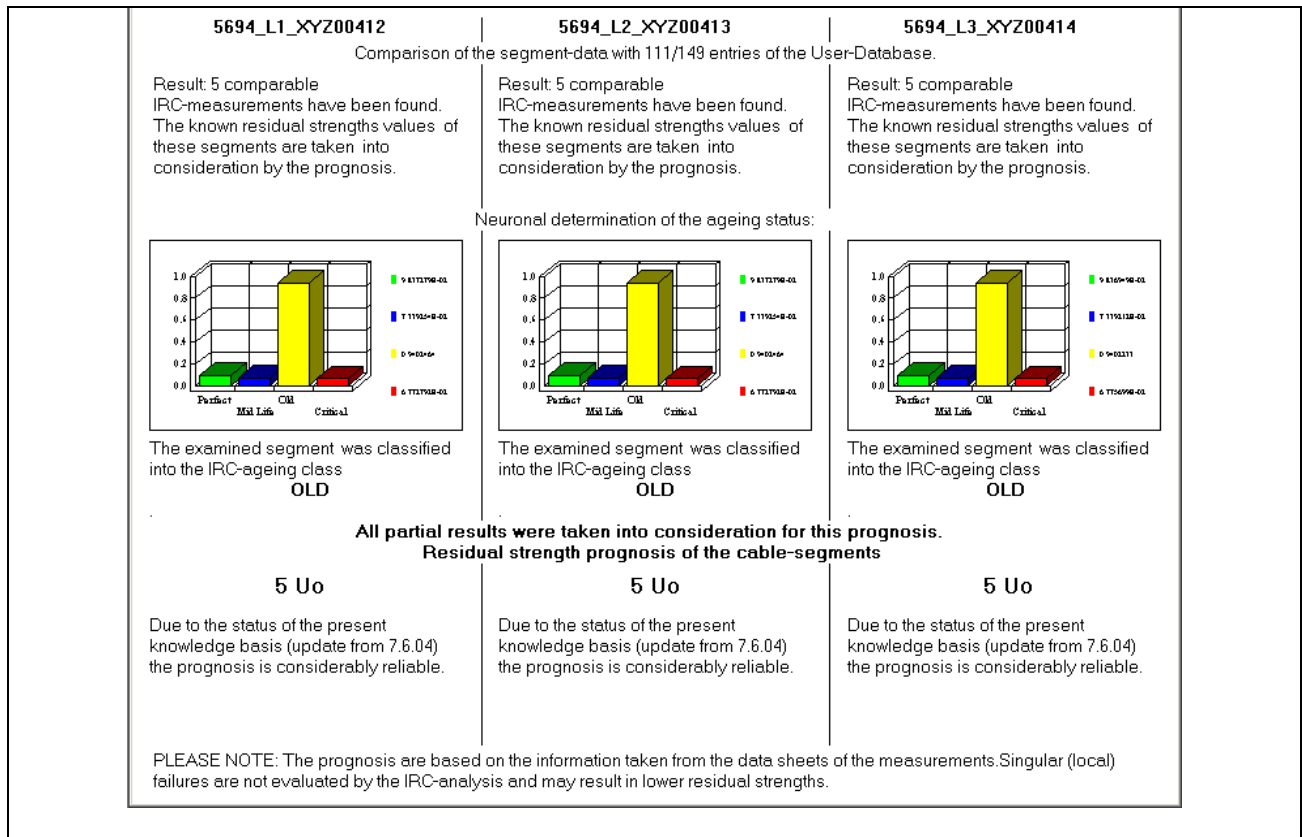 5694_L1_XYZ00412
5694_L2_XYZ00413
5694_L3_XYZ00414
Comparison of the segment-data with 111/149 entries of the User-Database.
Result: 5 comparable
IRC-measurements have been found.
The known residual strengths values of
these segments are taken into
consideration by the prognosis.
Result: 5 comparable
IRC-measurements have been found.
The known residual strengths values of
these segments are taken into
consideration by the prognosis.
Result: 5 comparable
IRC-measurements have been found.
The known residual strengths values of
these segments are taken into
consideration by the prognosis.
Neuronal determination of the ageing status:
1.0
0.8
0.6
0.4
0.2
0.0
Perfect
Mid Life
Old
Critical
1.0
0.8
0.6
0.4
0.2
0.0
Perfect
Mid Life
Old
Critical
1.0
0.8
0.6
0.4
0.2
0.0
Perfect
Mid Life
Old
Critical
The examined segment was classified
into the IRC-ageing class
OLD
.
The examined segment was classified
into the IRC-ageing class
OLD
.
The examined segment was classified
into the IRC-ageing class
OLD
.
All partial results were taken into consideration for this prognosis.
Residual strength prognosis of the cable-segments
5 Uo
5 Uo
5 Uo
Due to the status of the present
knowledge basis (update from 7.6.04)
the prognosis is considerably reliable.
Due to the status of the present
knowledge basis (update from 7.6.04)
the prognosis is considerably reliable.
Due to the status of the present
knowledge basis (update from 7.6.04)
the prognosis is considerably reliable.
PLEASE NOTE: The prognosis are based on the information taken from the data sheets of the measurements.Singular (local)
failures are not evaluated by the IRC-analysis and may result in lower residual strengths.